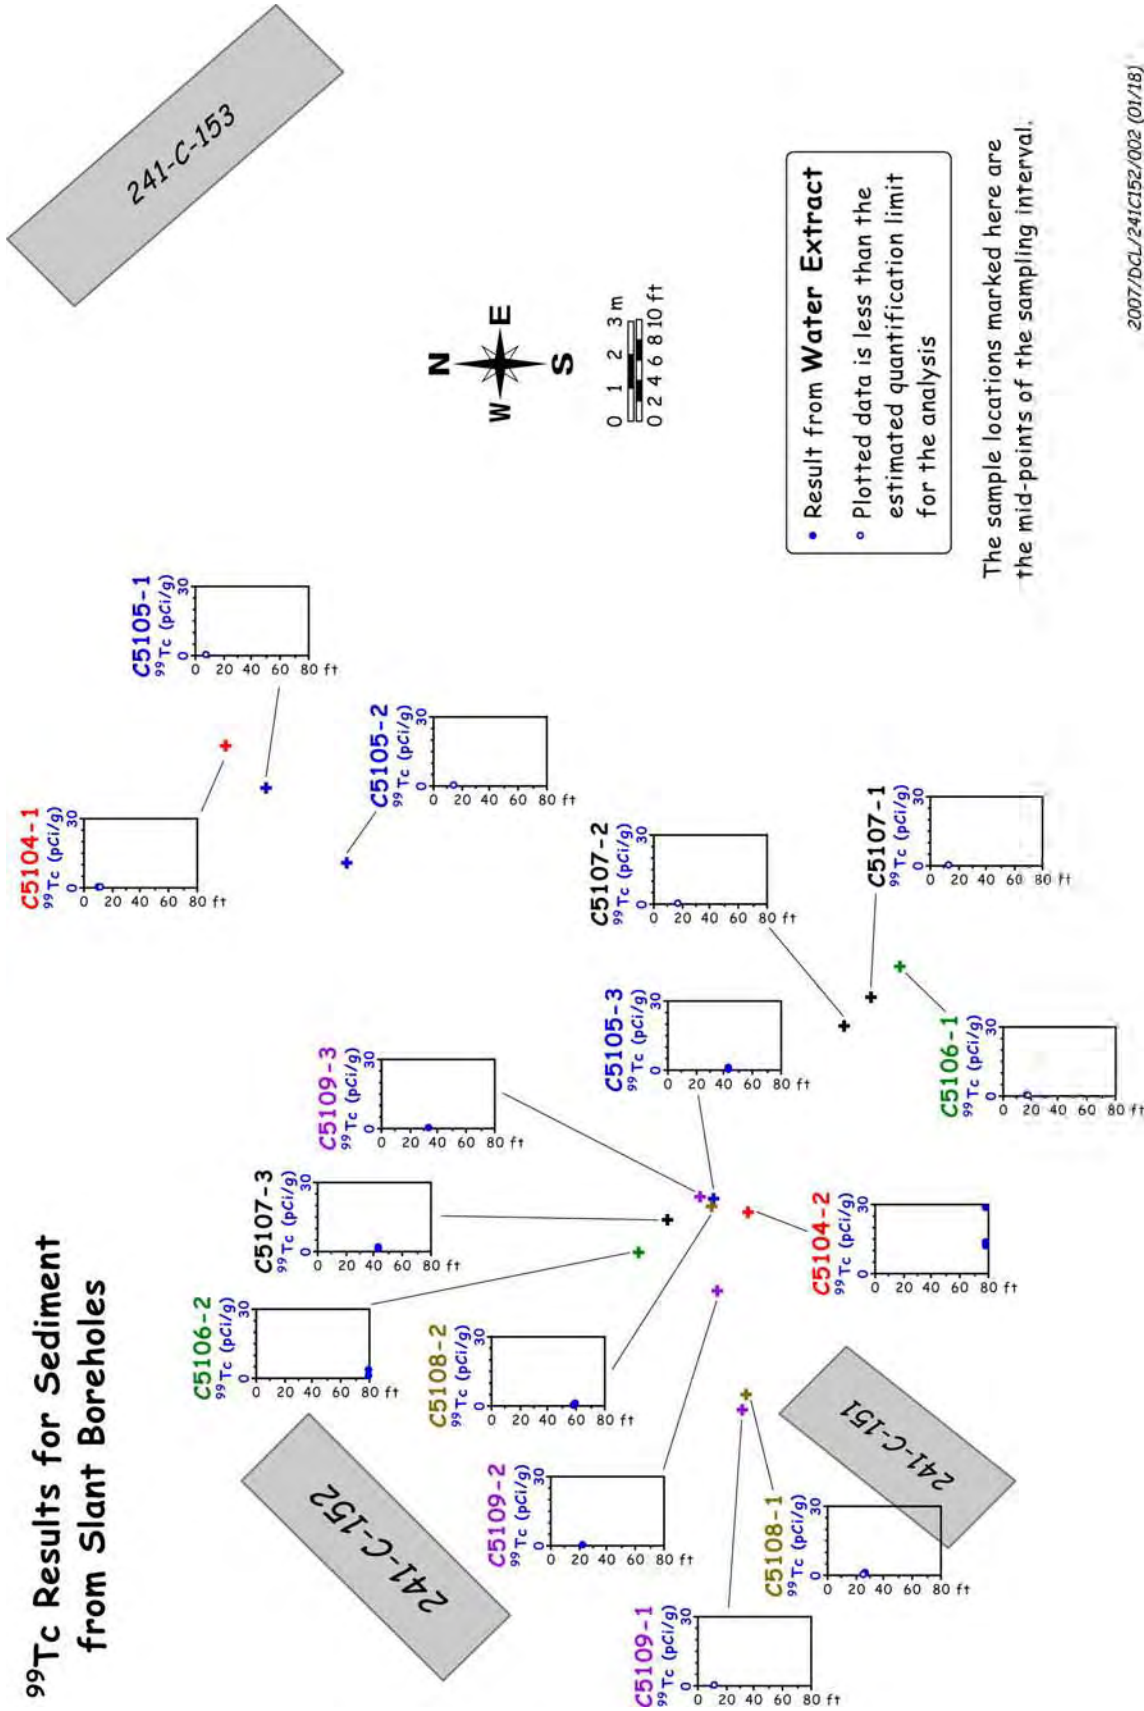 ⁹⁹Tc Results for Sediment
from Slant Boreholes
241-C-153
241-C-152
241-C-151
C5104-1
⁹⁹Tc (pCi/g)
0 30
0 20 40 60 80 ft
C5105-1
⁹⁹Tc (pCi/g)
0 30
0 20 40 60 80 ft
C5105-2
⁹⁹Tc (pCi/g)
0 30
0 20 40 60 80 ft
C5106-2
⁹⁹Tc (pCi/g)
0 30
0 20 40 60 80 ft
C5107-3
⁹⁹Tc (pCi/g)
0 30
0 20 40 60 80 ft
C5109-3
⁹⁹Tc (pCi/g)
0 30
0 20 40 60 80 ft
C5108-2
⁹⁹Tc (pCi/g)
0 30
0 20 40 60 80 ft
C5109-2
⁹⁹Tc (pCi/g)
0 30
0 20 40 60 80 ft
C5105-3
⁹⁹Tc (pCi/g)
0 30
0 20 40 60 80 ft
C5107-2
⁹⁹Tc (pCi/g)
0 30
0 20 40 60 80 ft
C5109-1
⁹⁹Tc (pCi/g)
0 30
0 20 40 60 80 ft
C5108-1
⁹⁹Tc (pCi/g)
0 30
0 20 40 60 80 ft
C5104-2
⁹⁹Tc (pCi/g)
0 30
0 20 40 60 80 ft
C5106-1
⁹⁹Tc (pCi/g)
0 30
0 20 40 60 80 ft
C5107-1
⁹⁹Tc (pCi/g)
0 30
0 20 40 60 80 ft
N
W E
S
0 1 2 3 m
0 2 4 6 8 10 ft
Result from Water Extract
Plotted data is less than the
estimated quantification limit
for the analysis
The sample locations marked here are
the mid-points of the sampling interval.
2007/DCL/241C152/002 (01/18)